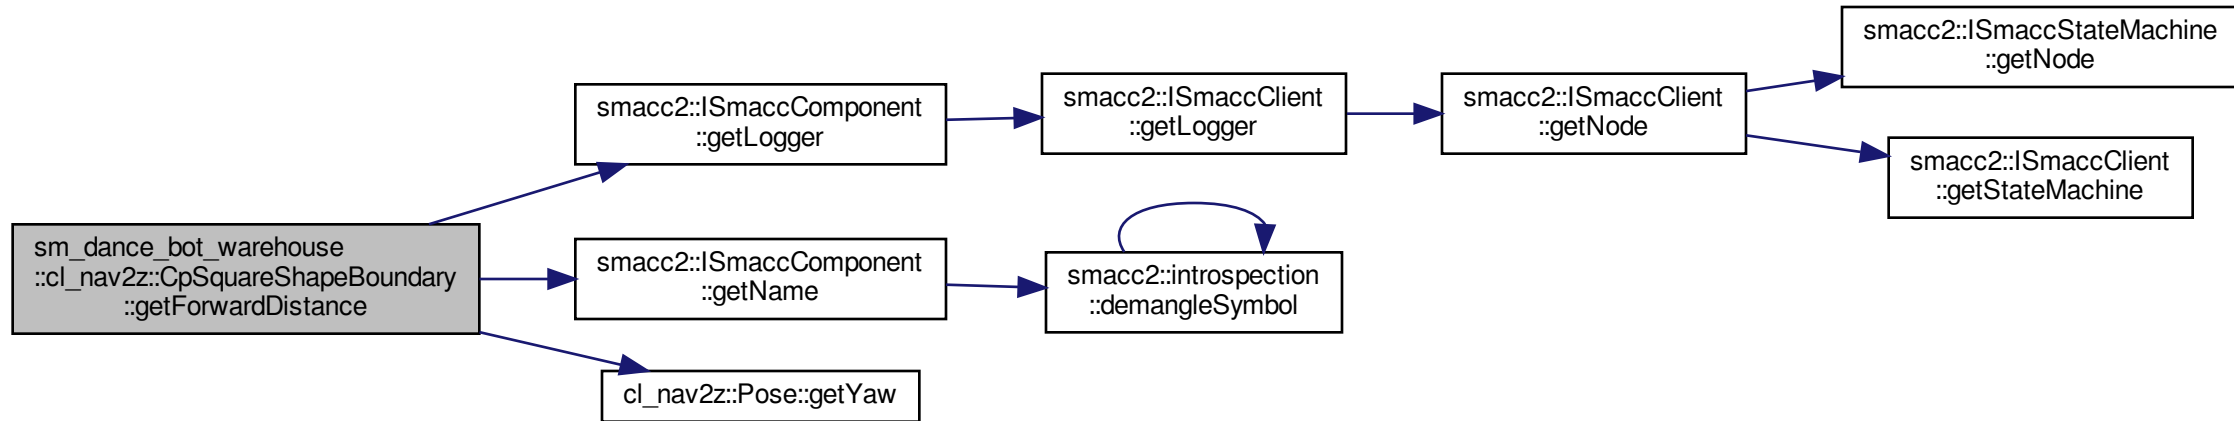 sm_dance_bot_warehouse
::cl_nav2z::CpSquareShapeBoundary
::getForwardDistance
smacc2::ISmaccComponent
::getLogger
smacc2::ISmaccClient
::getLogger
smacc2::ISmaccClient
::getNode
smacc2::ISmaccStateMachine
::getNode
smacc2::ISmaccClient
::getStateMachine
smacc2::ISmaccComponent
::getName
smacc2::introspection
::demangleSymbol
cl_nav2z::Pose::getYaw